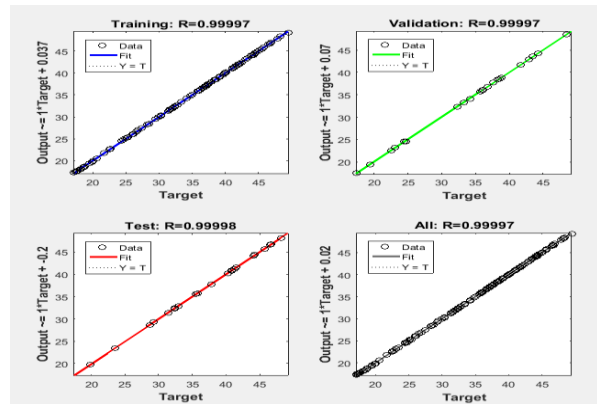 Training: R=0.99997
Output ~= 1*Target + 0.037
Data
Fit
Y = T
45
40
35
30
25
20
20 25 30 35 40 45
Target
Validation: R=0.99997
Output ~= 1*Target + 0.07
Data
Fit
Y = T
45
40
35
30
25
20
20 25 30 35 40 45
Target
Test: R=0.99998
Output ~= 1*Target + -0.2
Data
Fit
Y = T
45
40
35
30
25
20
20 25 30 35 40 45
Target
All: R=0.99997
Output ~= 1*Target + 0.02
Data
Fit
Y = T
45
40
35
30
25
20
20 25 30 35 40 45
Target